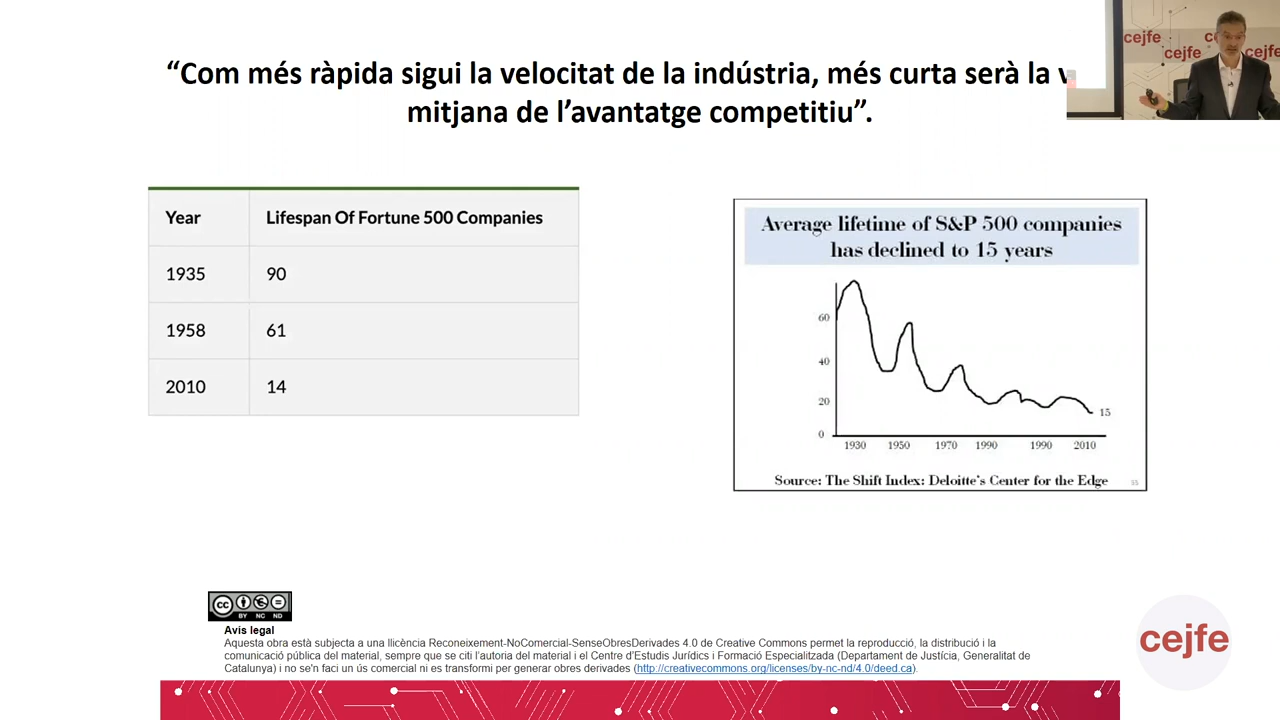 “Com més ràpida sigui la velocitat de la indústria, més curta serà la
mitjana de l’avantatge competitiu”.
cejfe
cejfe
cejfe
Year Lifespan Of Fortune 500 Companies
1935 90
1958 61
2010 14
Average lifetime of S&P 500 companies
has declined to 15 years
60
40
20
0
15
1930 1950 1970 1990 1990 2010
Source: The Shift Index: Deloitte’s Center for the Edge
cc
BY NC ND
Avis legal
Aquesta obra està subjecta a una llicència Reconeixement-NoComercial-SenseObresDerivades 4.0 de Creative Commons permet la reproducció, la distribució i la
comunicació pública del material, sempre que se citi l’autoria del material i el Centre d’Estudis Jurídics i Formació Especialitzada (Departament de Justícia, Generalitat de
Catalunya) i no se'n faci un ús comercial ni es transformi per generar obres derivades (http://creativecommons.org/licenses/by-nc-nd/4.0/deed.ca).
cejfe